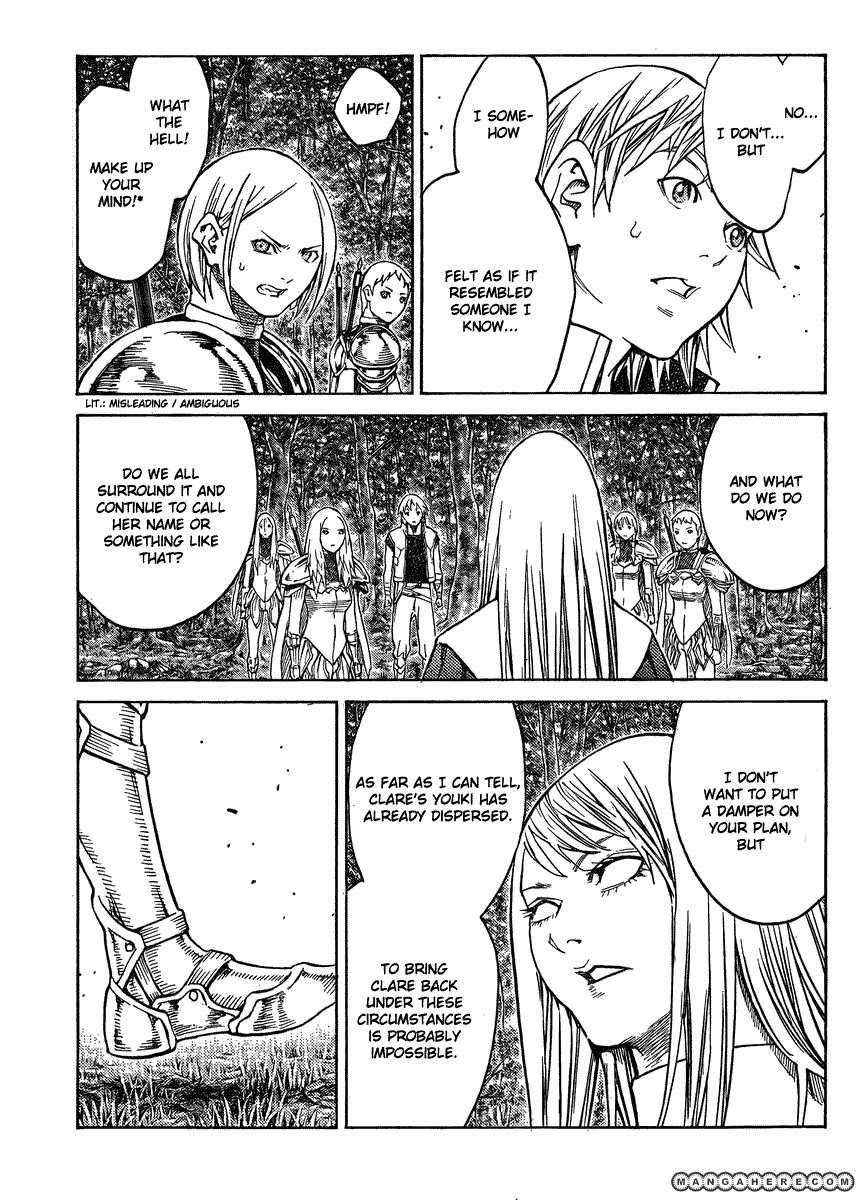 NO...
I DON'T...
BUT
I SOME-
HOW
FELT AS IF IT
RESEMBLED
SOMEONE I
KNOW...
HMPF!
WHAT
THE
HELL!
MAKE UP
YOUR
MIND!*
LIT.: MISLEADING / AMBIGUOUS
AND WHAT
DO WE DO
NOW?
DO WE ALL
SURROUND IT AND
CONTINUE TO CALL
HER NAME OR
SOMETHING LIKE
THAT?
I DON'T
WANT TO PUT
A DAMPER ON
YOUR PLAN,
BUT
AS FAR AS I CAN TELL,
CLARE'S YOUKI HAS
ALREADY DISPERSED.
TO BRING
CLARE BACK
UNDER THESE
CIRCUMSTANCES
IS PROBABLY
IMPOSSIBLE.
MANGAHERE.COM